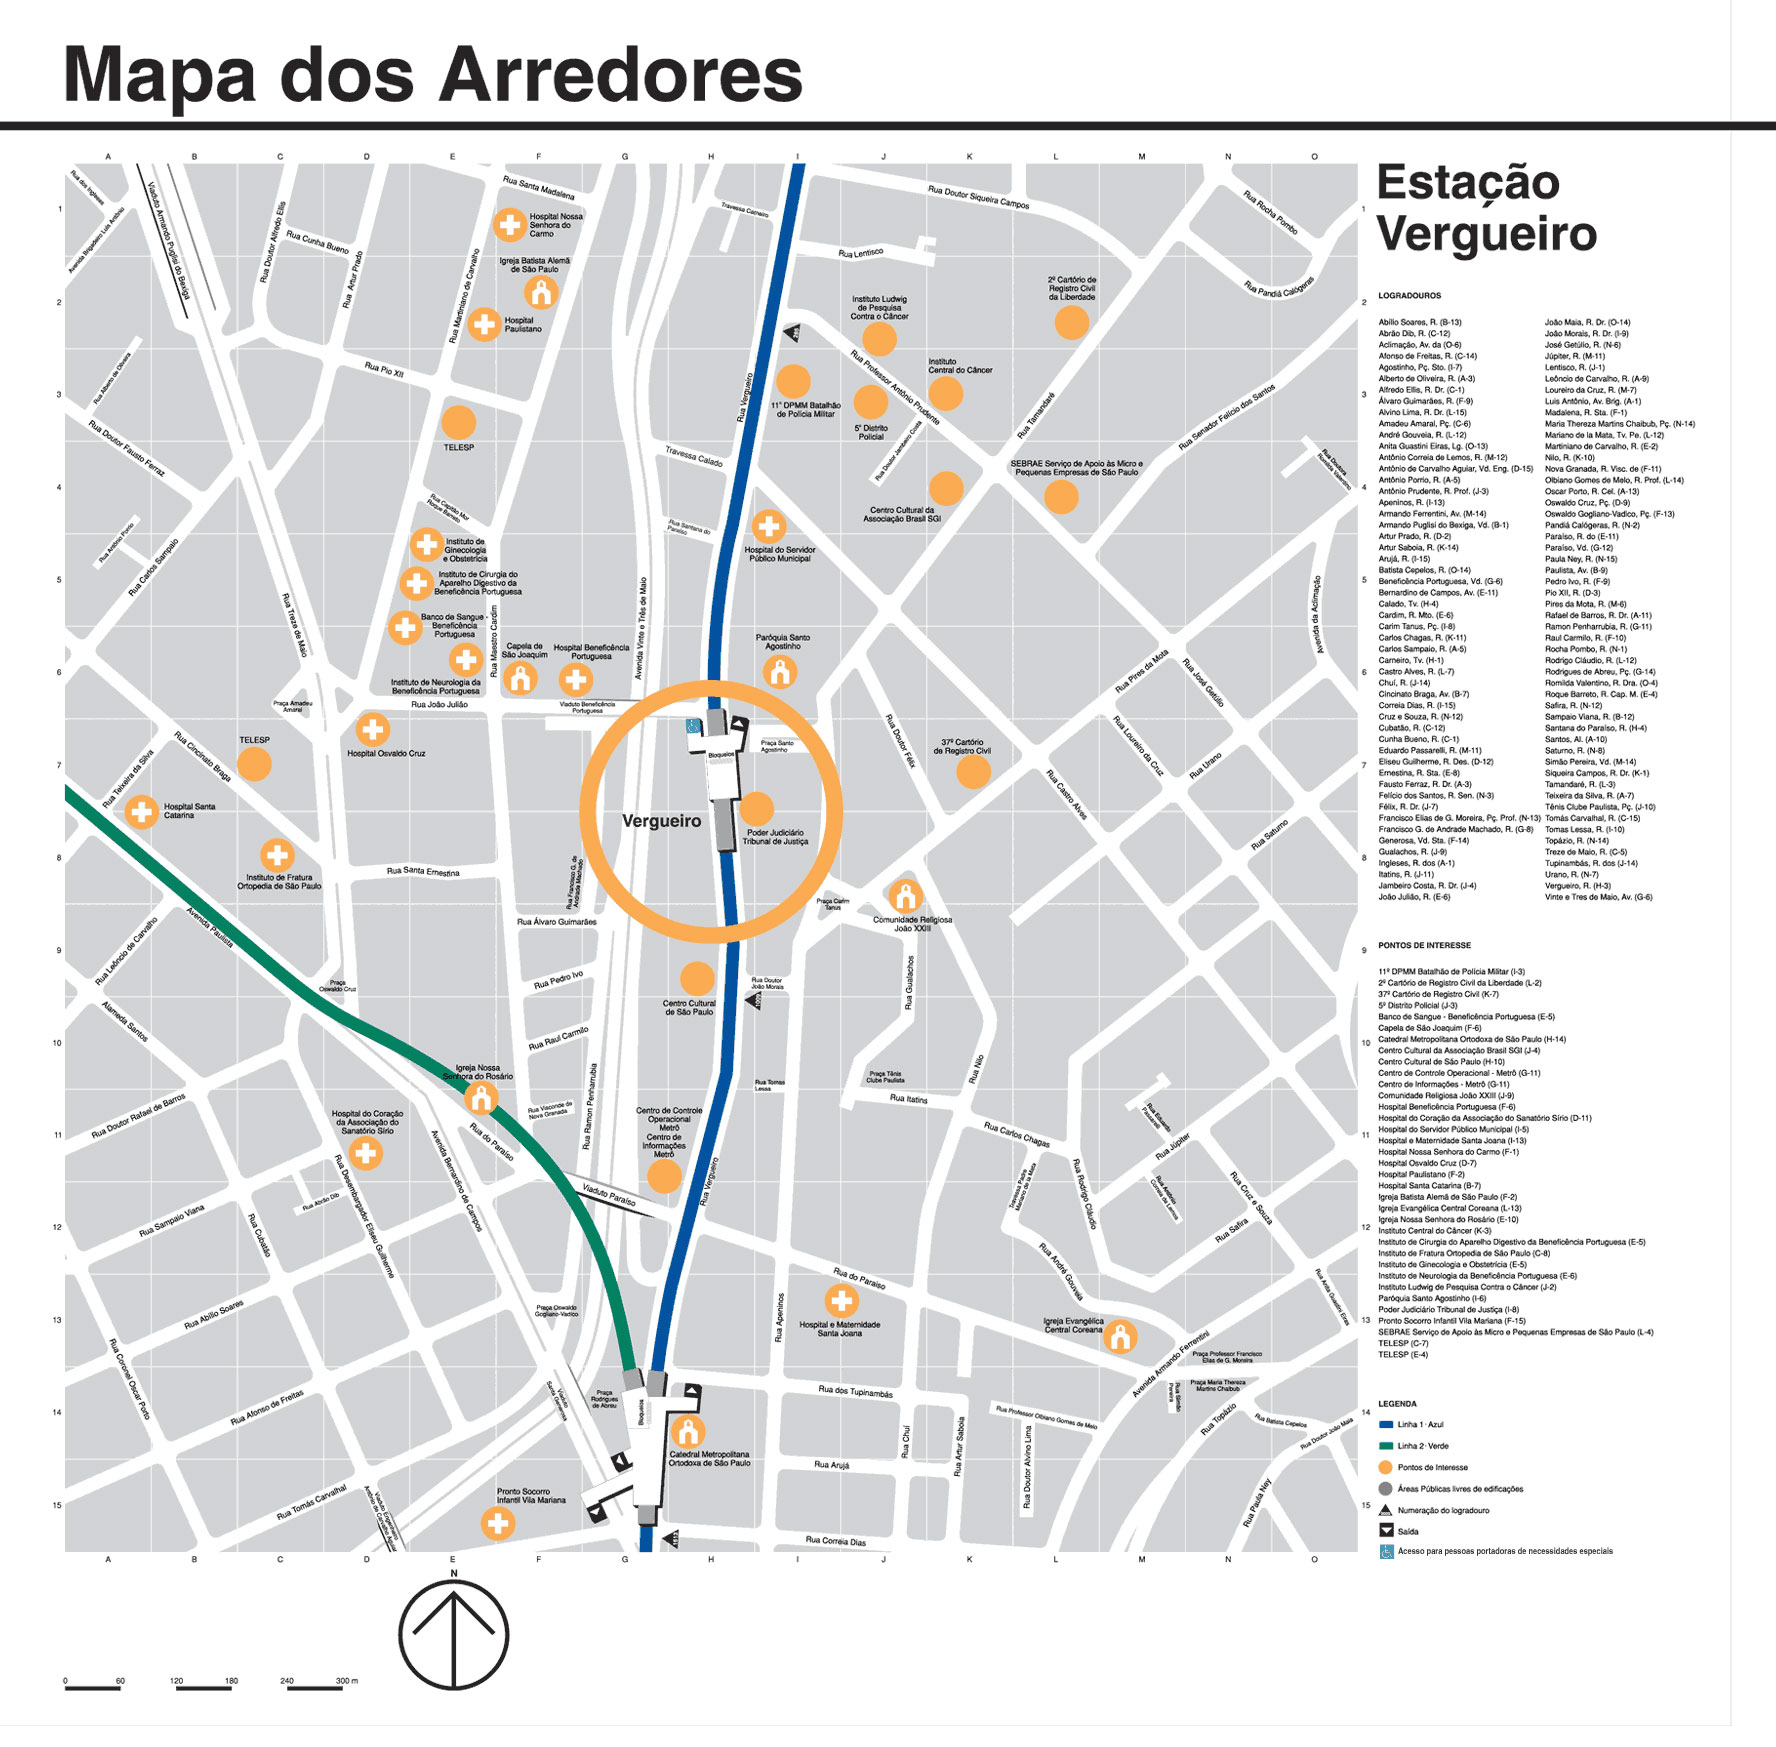 Mapa dos Arredores
Estação
Vergueiro
A B C D E F G H I J K L M N O
1
2
3
4
5
6
7
8
9
10
11
12
13
14
15
Rua dos Ingleses
Avenida Brigadeiro Luís Antônio
Viaduto Armando Puglisi do Bexiga
Rua Doutor Alfredo Ellis
Rua Cunha Bueno
Rua Artur Prado
Rua Santa Madalena
Hospital Nossa
Senhora do
Carmo
Igreja Batista Alemã
de São Paulo
Rua Martiniano de Carvalho
Hospital
Paulistano
Travessa Carneiro
Rua Lentisco
Rua Doutor Siqueira Campos
Rua Rocha Pombo
Rua Pandiá Calógeras
2º Cartório de
Registro Civil
da Liberdade
Instituto Ludwig
de Pesquisa
Contra o Câncer
Rua Alberto de Oliveira
Rua Pio XII
TELESP
Rua Vergueiro
11º DPMM Batalhão
de Polícia Militar
Rua Professor Antônio Prudente
Instituto
Central do Câncer
5º Distrito
Policial
Rua Doutor Jambeiro Costa
Rua Tamandaré
Rua Senador Felício dos Santos
Rua Doutor Fausto Ferraz
Travessa Calado
SEBRAE Serviço de Apoio às Micro e
Pequenas Empresas de São Paulo
Rua Doutora
Romilda Valentino
Rua Capitão Mor
Roque Barreto
Rua Santana do
Paraíso
Centro Cultural da
Associação Brasil SGI
Rua Antônio Porrio
Rua Carlos Sampaio
Instituto de
Ginecologia
e Obstetrícia
Hospital do Servidor
Público Municipal
Instituto de Cirurgia do
Aparelho Digestivo da
Beneficência Portuguesa
Rua Treze de Maio
Banco de Sangue -
Beneficência
Portuguesa
Rua Maestro Cardim
Avenida Vinte e Três de Maio
Avenida da Aclimação
Capela de
São Joaquim
Hospital Beneficência
Portuguesa
Paróquia Santo
Agostinho
Instituto de Neurologia da
Beneficência Portuguesa
Rua Pires da Mota
Rua José Getúlio
Praça Amadeu
Amaral
Rua João Julião
Viaduto Beneficência
Portuguesa
Rua Cincinato Braga
TELESP
Hospital Osvaldo Cruz
Bloqueios
Praça Santo
Agostinho
Rua Doutor Félix
37º Cartório
de Registro Civil
Rua Loureiro da Cruz
Rua Urano
Rua Castro Alves
Rua Teixeira da Silva
Hospital Santa
Catarina
Vergueiro
Poder Judiciário
Tribunal de Justiça
Rua Saturno
Instituto de Fratura
Ortopedia de São Paulo
Rua Santa Ernestina
Rua Francisco G. de
Andrade Machado
Praça Carim
Tanus
Comunidade Religiosa
João XXIII
Avenida Paulista
Rua Álvaro Guimarães
Rua Leôncio de Carvalho
Praça
Oswaldo Cruz
Rua Pedro Ivo
Centro Cultural
de São Paulo
Rua Doutor
João Morais
Rua Gualachos
Alameda Santos
Rua Raul Carmilo
Igreja Nossa
Senhora do Rosário
Rua Ramon Penharrubia
Rua Tomas
Lessa
Praça Tênis
Clube Paulista
Rua Nilo
Rua Itatins
Rua Visconde da
Nova Granada
Rua Doutor Rafael de Barros
Hospital do Coração
da Associação do
Sanatório Sírio
Rua do Paraíso
Centro de Controle
Operacional
Metrô
Centro de
Informações
Metrô
Rua Carlos Chagas
Rua Eduardo
Passareli
Rua Júpiter
Rua Rodrigo Cláudio
Travessa Padre
Mariano de la Mata
Rua Antônio
Correia de Lemos
Rua Cruz e Souza
Rua Safira
Rua Desembargador Eliseu Guilherme
Avenida Bernardino de Campos
Rua Abrão Dib
Rua Sampaio Viana
Rua Cubatão
Viaduto Paraíso
Rua Vergueiro
Rua do Paraíso
Rua André Gouveia
Rua Anita Guastini Eiras
Rua Abílio Soares
Praça Oswaldo
Gogliano-Vadico
Rua Apeninos
Hospital e Maternidade
Santa Joana
Igreja Evangélica
Central Coreana
Avenida Armando Ferrentini
Praça Professor Francisco
Elias de G. Moreira
Praça Maria Thereza
Martins Chaibub
Rua Simão
Pereira
Rua Coronel Oscar Porto
Rua Afonso de Freitas
Viaduto
Santa Generosa
Praça
Rodrigues
de Abreu
Bloqueios
Rua dos Tupinambás
Rua Professor Olbiano Gomes de Melo
Rua Topázio
Rua Batista Cepelos
Rua Doutor João Maia
Catedral Metropolitana
Ortodoxa de São Paulo
Rua Arujá
Rua Chuí
Rua Artur Saboia
Rua Doutor Alvino Lima
Rua Paula Ney
Rua Tomás Carvalhal
Viaduto Engenheiro
Antônio de Carvalho Aguiar
Pronto Socorro
Infantil Vila Mariana
Rua Correia Dias
A B C D E F G H I J K L M N O
N
0 60 120 180 240 300 m
LOGRADOUROS
Abílio Soares, R. (B-13)
Abrão Dib, R. (C-12)
Aclimação, Av. da (O-6)
Afonso de Freitas, R. (C-14)
Agostinho, Pç. Sto. (I-7)
Alberto de Oliveira, R. (A-3)
Alfredo Ellis, R. Dr. (C-1)
Álvaro Guimarães, R. (F-9)
Alvino Lima, R. Dr. (L-15)
Amadeu Amaral, Pç. (C-6)
André Gouveia, R. (L-12)
Anita Guastini Eiras, Lg. (O-13)
Antônio Correia de Lemos, R. (M-12)
Antônio de Carvalho Aguiar, Vd. Eng. (D-15)
Antônio Porrio, R. (A-5)
Antônio Prudente, R. Prof. (J-3)
Apeninos, R. (I-13)
Armando Ferrentini, Av. (M-14)
Armando Puglisi do Bexiga, Vd. (B-1)
Artur Prado, R. (D-2)
Artur Saboia, R. (K-14)
Arujá, R. (I-15)
Batista Cepelos, R. (O-14)
Beneficência Portuguesa, Vd. (G-6)
Bernardino de Campos, Av. (E-11)
Calado, Tv. (H-4)
Cardim, R. Mto. (E-6)
Carim Tanus, Pç. (I-8)
Carlos Chagas, R. (K-11)
Carlos Sampaio, R. (A-5)
Carneiro, Tv. (H-1)
Castro Alves, R. (L-7)
Chuí, R. (J-14)
Cincinato Braga, Av. (B-7)
Correia Dias, R. (I-15)
Cruz e Souza, R. (N-12)
Cubatão, R. (C-12)
Cunha Bueno, R. (C-1)
Eduardo Passarelli, R. (M-11)
Eliseu Guilherme, R. Des. (D-12)
Ernestina, R. Sta. (E-8)
Fausto Ferraz, R. Dr. (A-3)
Felício dos Santos, R. Sen. (N-3)
Félix, R. Dr. (J-7)
Francisco Elias de G. Moreira, Pç. Prof. (N-13)
Francisco G. de Andrade Machado, R. (G-8)
Generosa, Vd. Sta. (F-14)
Gualachos, R. (J-9)
Ingleses, R. dos (A-1)
Itatins, R. (J-11)
Jambeiro Costa, R. Dr. (J-4)
João Julião, R. (E-6)
João Maia, R. Dr. (O-14)
João Morais, R. Dr. (I-9)
José Getúlio, R. (N-6)
Júpiter, R. (M-11)
Lentisco, R. (J-1)
Leôncio de Carvalho, R. (A-9)
Loureiro da Cruz, R. (M-7)
Luís Antônio, Av. Brig. (A-1)
Madalena, R. Sta. (F-1)
Maria Thereza Martins Chaibub, Pç. (N-14)
Mariano de la Mata, Tv. Pe. (L-12)
Martiniano de Carvalho, R. (E-2)
Nilo, R. (K-10)
Nova Granada, R. Visc. de (F-11)
Olbiano Gomes de Melo, R. Prof. (L-14)
Oscar Porto, R. Cel. (A-13)
Oswaldo Cruz, Pç. (D-9)
Oswaldo Gogliano-Vadico, Pç. (F-13)
Pandiá Calógeras, R. (N-2)
Paraíso, R. do (E-11)
Paraíso, Vd. (G-12)
Paula Ney, R. (N-15)
Paulista, Av. (B-9)
Pedro Ivo, R. (F-9)
Pio XII, R. (D-3)
Pires da Mota, R. (M-6)
Rafael de Barros, R. Dr. (A-11)
Ramon Penharrubia, R. (G-11)
Raul Carmilo, R. (F-10)
Rocha Pombo, R. (N-1)
Rodrigo Cláudio, R. (L-12)
Rodrigues de Abreu, Pç. (G-14)
Romilda Valentino, R. Dra. (O-4)
Roque Barreto, R. Cap. M. (E-4)
Safira, R. (N-12)
Sampaio Viana, R. (B-12)
Santana do Paraíso, R. (H-4)
Santos, Al. (A-10)
Saturno, R. (N-8)
Simão Pereira, Vd. (M-14)
Siqueira Campos, R. Dr. (K-1)
Tamandaré, R. (L-3)
Teixeira da Silva, R. (A-7)
Tênis Clube Paulista, Pç. (J-10)
Tomás Carvalhal, R. (C-15)
Tomas Lessa, R. (I-10)
Topázio, R. (N-14)
Treze de Maio, R. (C-5)
Tupinambás, R. dos (J-14)
Urano, R. (N-7)
Vergueiro, R. (H-3)
Vinte e Tres de Maio, Av. (G-6)
PONTOS DE INTERESSE
11º DPMM Batalhão de Polícia Militar (I-3)
2º Cartório de Registro Civil da Liberdade (L-2)
37º Cartório de Registro Civil (K-7)
5º Distrito Policial (J-3)
Banco de Sangue - Beneficência Portuguesa (E-5)
Capela de São Joaquim (F-6)
Catedral Metropolitana Ortodoxa de São Paulo (H-14)
Centro Cultural da Associação Brasil SGI (J-4)
Centro Cultural de São Paulo (H-10)
Centro de Controle Operacional - Metrô (G-11)
Centro de Informações - Metrô (G-11)
Comunidade Religiosa João XXIII (J-9)
Hospital Beneficência Portuguesa (F-6)
Hospital do Coração da Associação do Sanatório Sírio (D-11)
Hospital do Servidor Público Municipal (I-5)
Hospital e Maternidade Santa Joana (I-13)
Hospital Nossa Senhora do Carmo (F-1)
Hospital Osvaldo Cruz (D-7)
Hospital Paulistano (F-2)
Hospital Santa Catarina (B-7)
Igreja Batista Alemã de São Paulo (F-2)
Igreja Evangélica Central Coreana (L-13)
Igreja Nossa Senhora do Rosário (E-10)
Instituto Central do Câncer (K-3)
Instituto de Cirurgia do Aparelho Digestivo da Beneficência Portuguesa (E-5)
Instituto de Fratura Ortopedia de São Paulo (C-8)
Instituto de Ginecologia e Obstetrícia (E-5)
Instituto de Neurologia da Beneficência Portuguesa (E-6)
Instituto Ludwig de Pesquisa Contra o Câncer (J-2)
Paróquia Santo Agostinho (I-6)
Poder Judiciário Tribunal de Justiça (I-8)
Pronto Socorro Infantil Vila Mariana (F-15)
SEBRAE Serviço de Apoio às Micro e Pequenas Empresas de São Paulo (L-4)
TELESP (C-7)
TELESP (E-4)
LEGENDA
Linha 1- Azul
Linha 2- Verde
Pontos de Interesse
Áreas Públicas livres de edificações
Numeração do logradouro
Saída
Acesso para pessoas portadoras de necessidades especiais